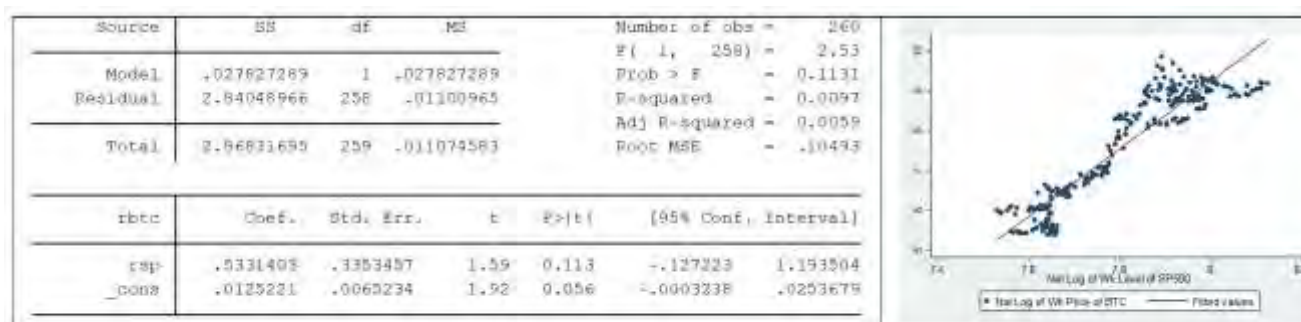 Source SS df MS
Model .027827289 1 .027827289
Residual 2.84048966 258 .01100965
Total 2.86831695 259 .011074583
Number of obs = 260
F( 1, 258) = 2.53
Prob > F = 0.1131
R-squared = 0.0097
Adj R-squared = 0.0059
Root MSE = .10493
rbtc Coef. Std. Err. t P>|t| [95% Conf. Interval]
rsp .5331403 .3353457 1.59 0.113 -.127223 1.193504
_cons .0125221 .0065234 1.92 0.056 -.0003238 .0253679
Nat Log of Wk Level of SP500
Nat Log of Wk Price of BTC Fitted values